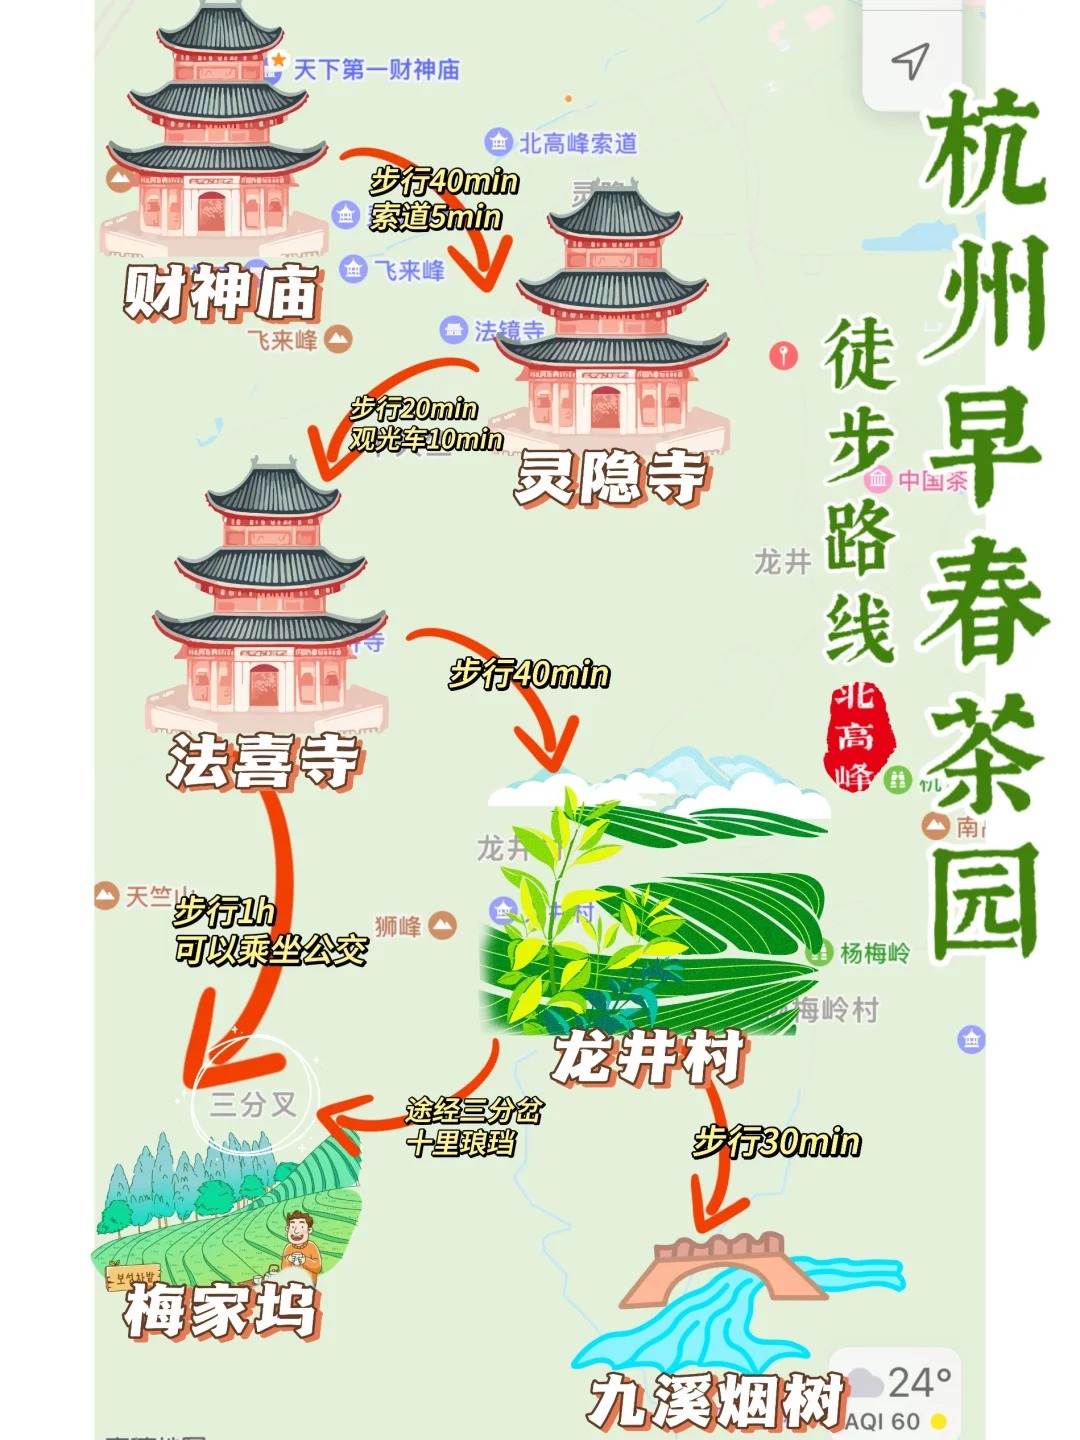 天下第一财神庙
北高峰索道
步行40min
索道5min
飞来峰
财神庙
飞来峰
法镜寺
步行20min
观光车10min
灵隐寺
杭州早春茶园
徒步路线
北高峰
中国茶
龙井
步行40min
法喜寺
天竺山
步行1h
可以乘坐公交
狮峰
杨梅岭
梅岭村
龙井村
三分叉
途经三分岔
十里琅珰
步行30min
보성차밭
梅家坞
九溪烟树
24°
AQI 60